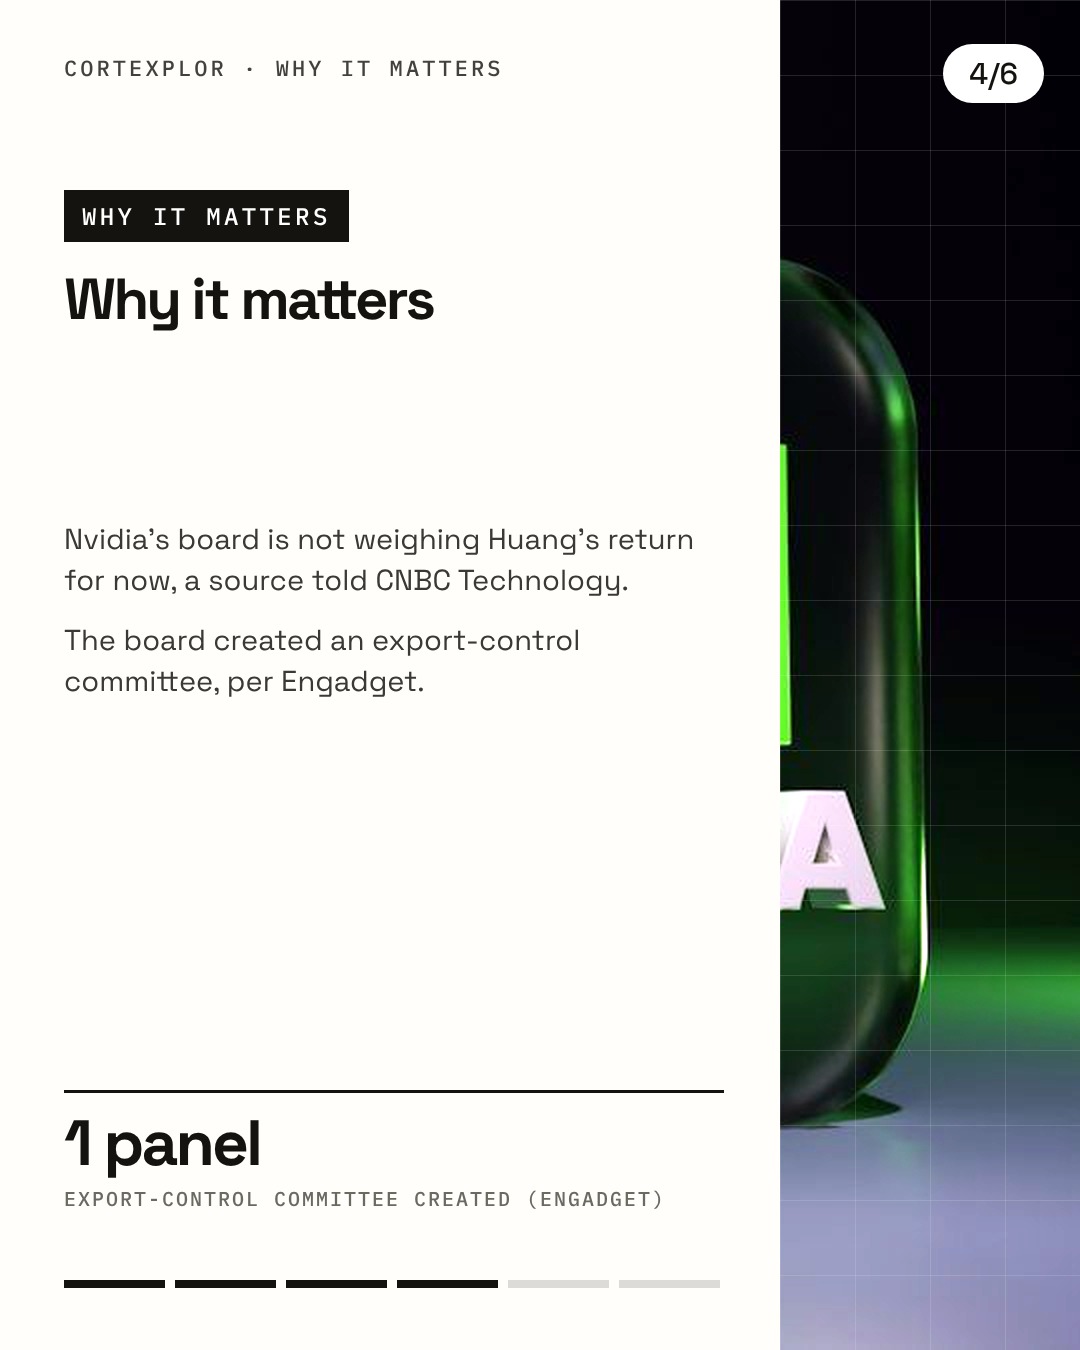 CORTEXPLOR · WHY IT MATTERS
4/6
WHY IT MATTERS
Why it matters
Nvidia’s board is not weighing Huang’s return
for now, a source told CNBC Technology.
The board created an export-control
committee, per Engadget.
A
1 panel
EXPORT-CONTROL COMMITTEE CREATED (ENGADGET)